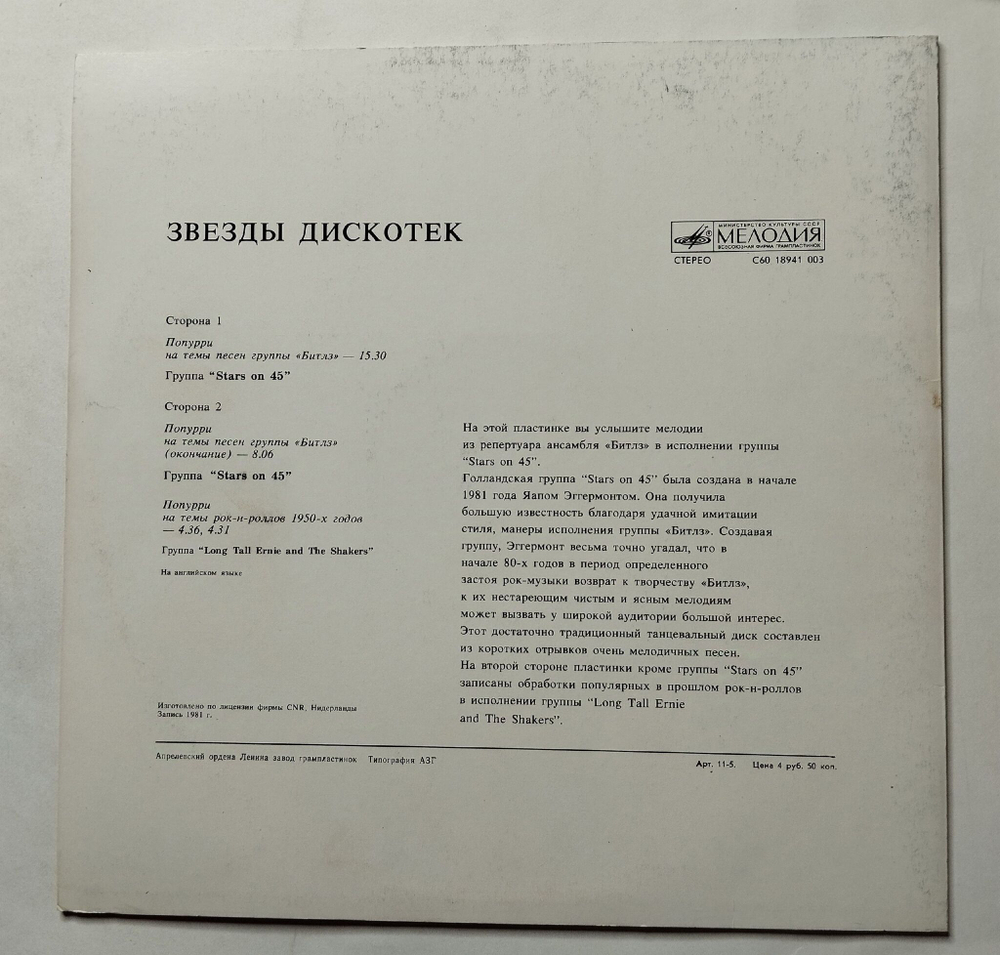 ЗВЕЗДЫ ДИСКОТЕК
МИНИСТЕРСТВО КУЛЬТУРЫ СССР
МЕЛОДИЯ
ВСЕСОЮЗНАЯ ФИРМА ГРАМПЛАСТИНОК
СТЕРЕО С60 18941 003
Сторона 1
Попурри
на темы песен группы «Битлз» — 15.30
Группа "Stars on 45"
Сторона 2
Попурри
на темы песен группы «Битлз»
(окончание) — 8.06
Группа "Stars on 45"
Попурри
на темы рок-н-роллов 1950-х годов
— 4.36, 4.31
Группа "Long Tall Ernie and The Shakers"
На английском языке
На этой пластинке вы услышите мелодии
из репертуара ансамбля «Битлз» в исполнении группы
"Stars on 45".
Голландская группа "Stars on 45" была создана в начале
1981 года Яапом Эггермонтом. Она получила
большую известность благодаря удачной имитации
стиля, манеры исполнения группы «Битлз». Создавая
группу, Эггермонт весьма точно угадал, что в
начале 80-х годов в период определенного
застоя рок-музыки возврат к творчеству «Битлз»,
к их нестареющим чистым и ясным мелодиям
может вызвать у широкой аудитории большой интерес.
Этот достаточно традиционный танцевальный диск составлен
из коротких отрывков очень мелодичных песен.
На второй стороне пластинки кроме группы "Stars on 45"
записаны обработки популярных в прошлом рок-н-роллов
в исполнении группы "Long Tall Ernie
and The Shakers".
Изготовлено по лицензии фирмы CNR, Нидерланды
Запись 1981 г.
Апрелевский ордена Ленина завод грампластинок Типография АЗГ
Арт. 11-5. Цена 4 руб. 50 коп.